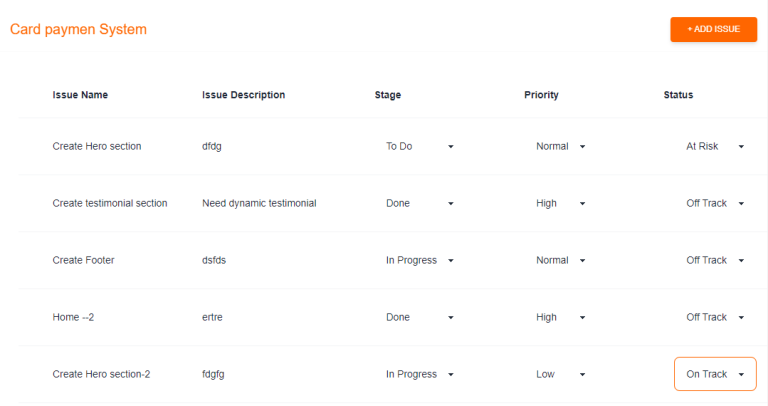 Card paymen System
+ ADD ISSUE
Issue Name Issue Description Stage Priority Status
Create Hero section dfdg To Do Normal At Risk
Create testimonial section Need dynamic testimonial Done High Off Track
Create Footer dsfds In Progress Normal Off Track
Home --2 ertre Done High Off Track
Create Hero section-2 fdgfg In Progress Low On Track